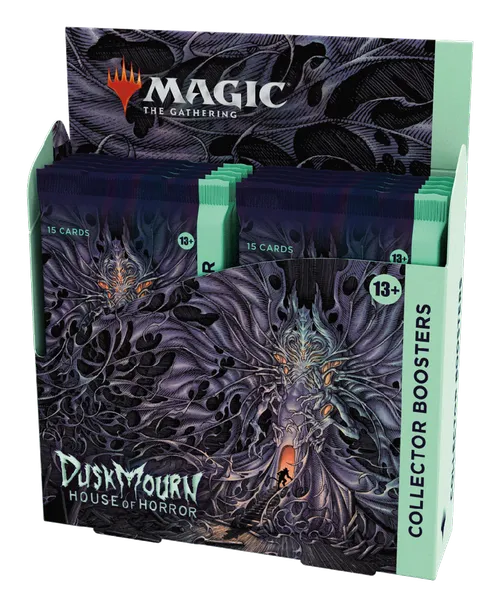 MAGIC
THE GATHERING
15 CARDS
13+
R
15 CARDS
13+
13+
DUSKMOURN
HOUSE OF HORROR
COLLECTOR BOOSTERS